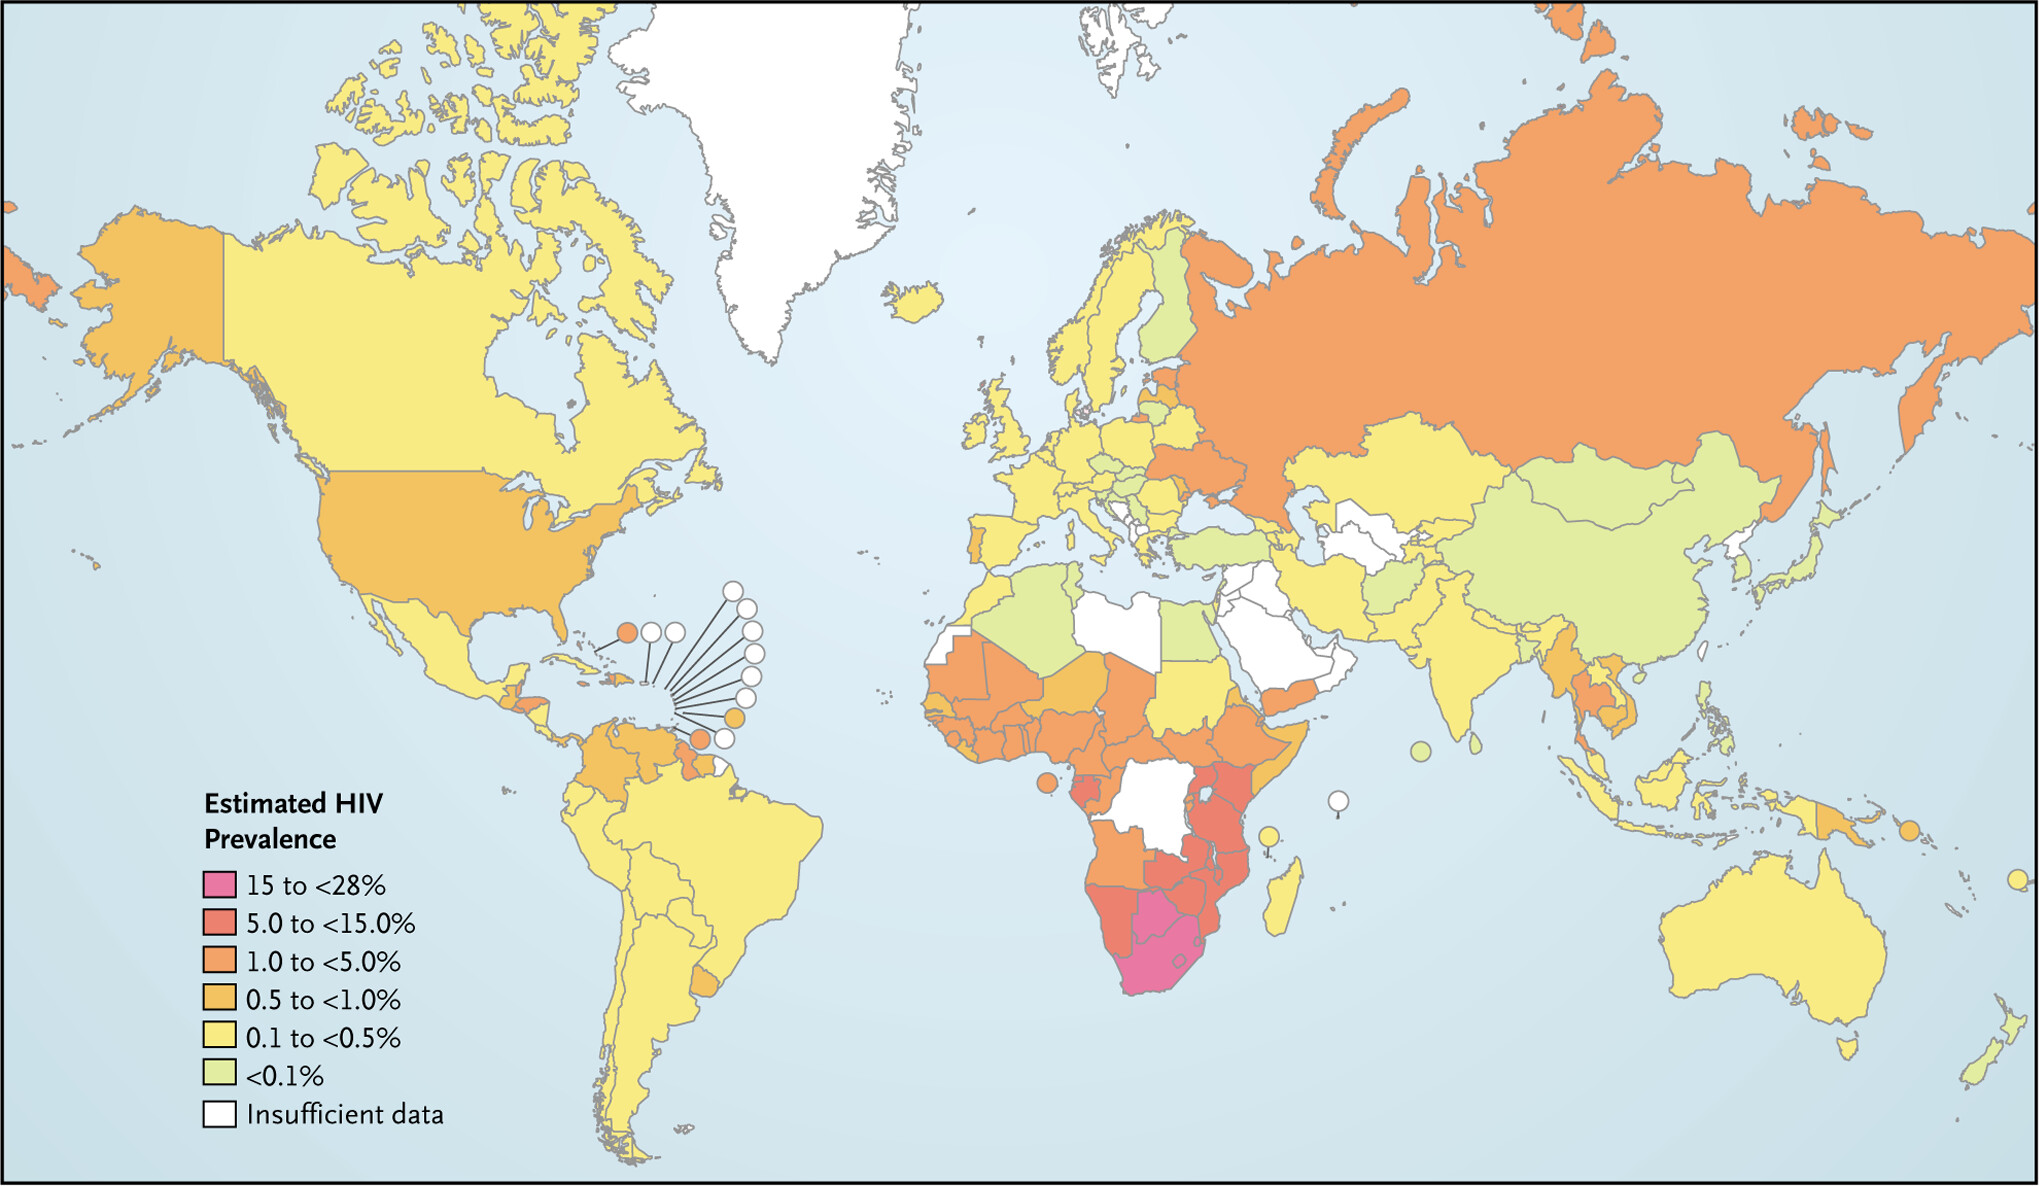 Estimated HIV
Prevalence
15 to <28%
5.0 to <15.0%
1.0 to <5.0%
0.5 to <1.0%
0.1 to <0.5%
<0.1%
Insufficient data